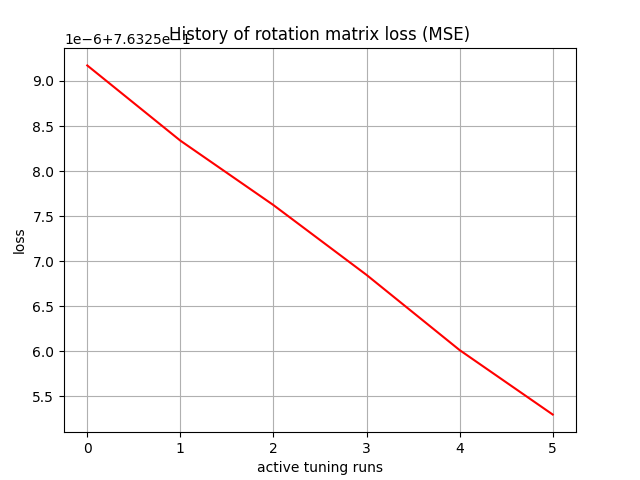 History of rotation matrix loss (MSE)
1e−6+7.6325e−1
9.0
8.5
8.0
7.5
7.0
6.5
6.0
5.5
loss
0 1 2 3 4 5
active tuning runs